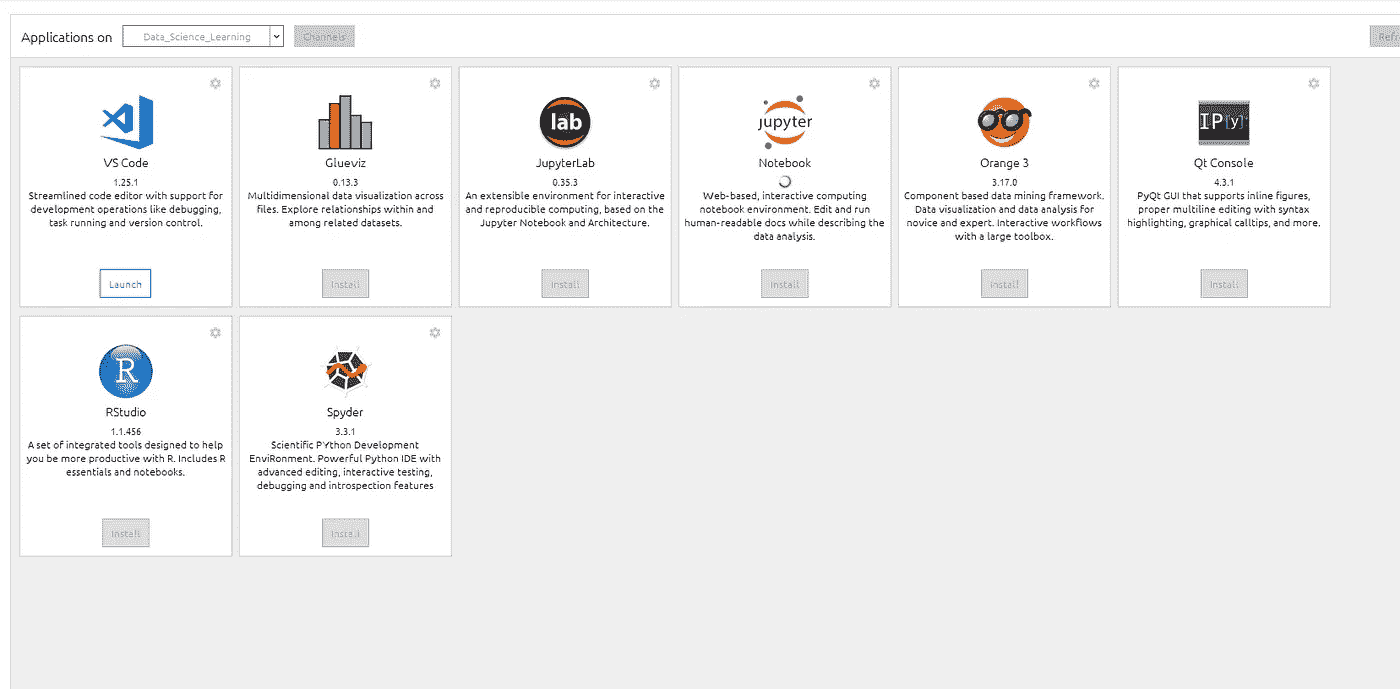 Applications on
Data_Science_Learning
Channels
VS Code
1.25.1
Streamlined code editor with support for
development operations like debugging,
task running and version control.
Launch
Glueviz
0.13.3
Multidimensional data visualization across
files. Explore relationships within and
among related datasets.
Install
lab
JupyterLab
0.35.3
An extensible environment for interactive
and reproducible computing, based on the
Jupyter Notebook and Architecture.
Install
jupyter
Notebook
Web-based, interactive computing
notebook environment. Edit and run
human-readable docs while describing the
data analysis.
Install
Orange 3
3.17.0
Component based data mining framework.
Data visualization and data analysis for
novice and expert. Interactive workflows
with a large toolbox.
Install
IP[y]:
Qt Console
4.3.1
PyQt GUI that supports inline figures,
proper multiline editing with syntax
highlighting, graphical calltips, and more.
Install
R
RStudio
1.1.456
A set of integrated tools designed to help
you be more productive with R. Includes R
essentials and notebooks.
Install
Spyder
3.3.1
Scientific PYthon Development
EnviRonment. Powerful Python IDE with
advanced editing, interactive testing,
debugging and introspection features
Install